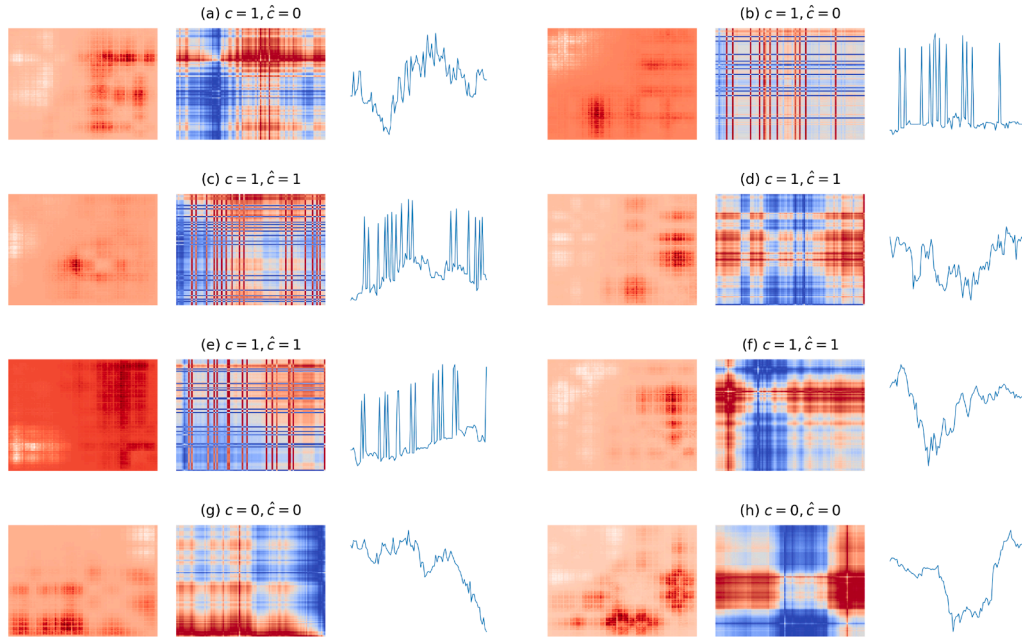 (a) c = 1, ĉ = 0
(b) c = 1, ĉ = 0
(c) c = 1, ĉ = 1
(d) c = 1, ĉ = 1
(e) c = 1, ĉ = 1
(f) c = 1, ĉ = 1
(g) c = 0, ĉ = 0
(h) c = 0, ĉ = 0